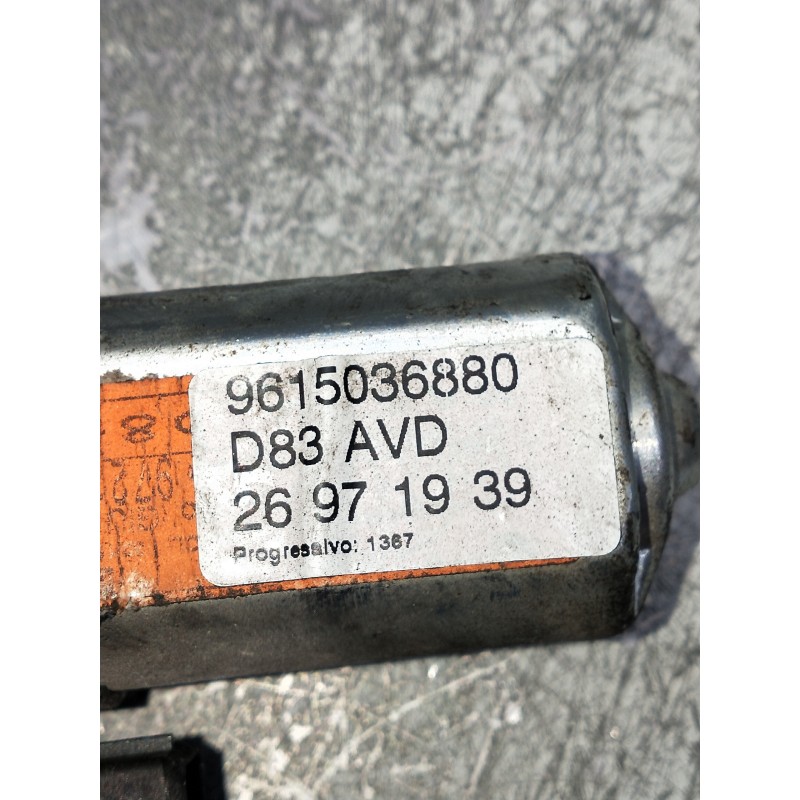 9615036880
D83 AVD
26 97 19 39
Progressivo: 1367